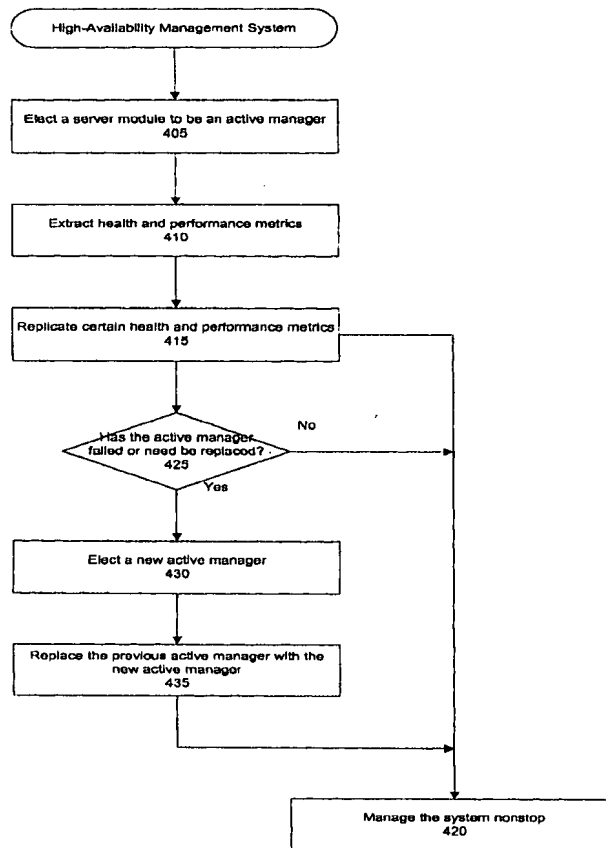 High-Availability Management System
Elect a server module to be an active manager
405
Extract health and performance metrics
410
Replicate certain health and performance metrics
415
Has the active manager
failed or need be replaced?
425
No
Yes
Elect a new active manager
430
Replace the previous active manager with the
new active manager
435
Manage the system nonstop
420